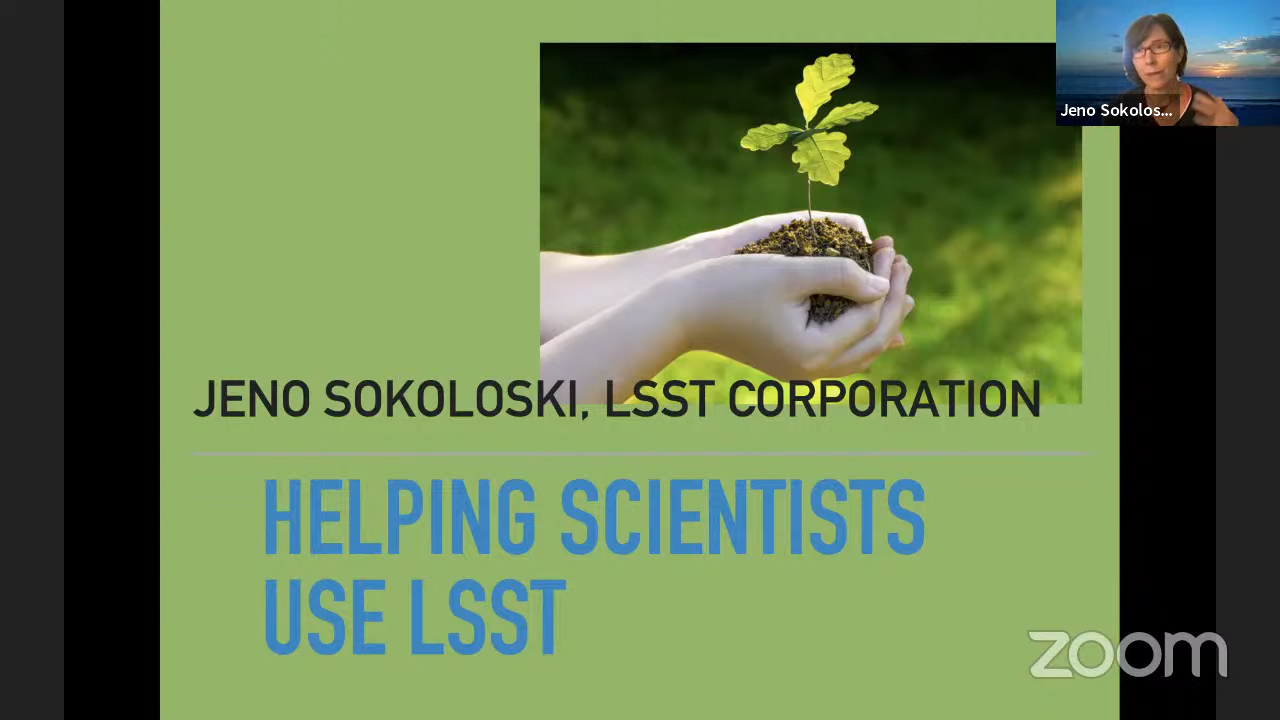 Jeno Sokolos...
JENO SOKOLOSKI, LSST CORPORATION
HELPING SCIENTISTS
USE LSST
zoom